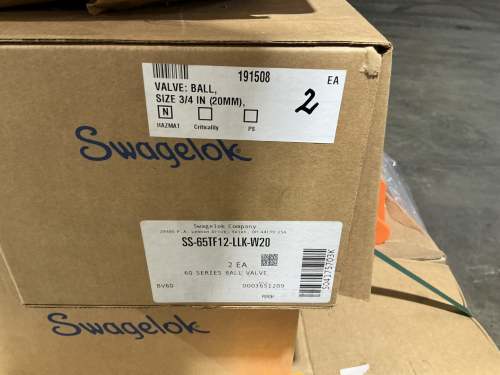 191508
EA
VALVE: BALL,
SIZE 3/4 IN (20MM),
2
N
HAZMAT
Criticality
PS
Swagelok
Swagelok Company
SS-65TF12-LLK-W20
2 EA
60 SERIES BALL VALVE
BV60
0003651289
Swagelok